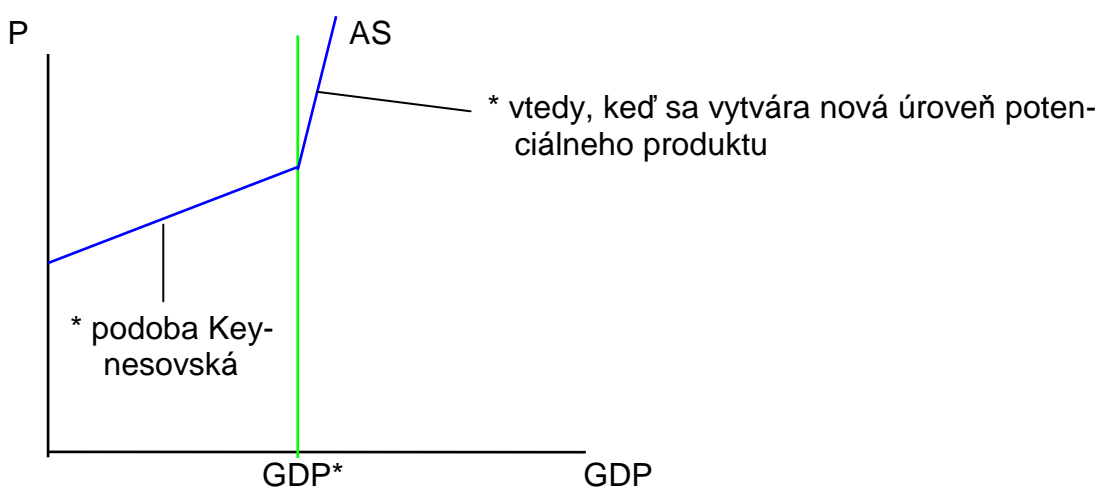 P
AS
* vtedy, keď sa vytvára nová úroveň poten-
ciálneho produktu
* podoba Key-
nesovská
GDP*
GDP